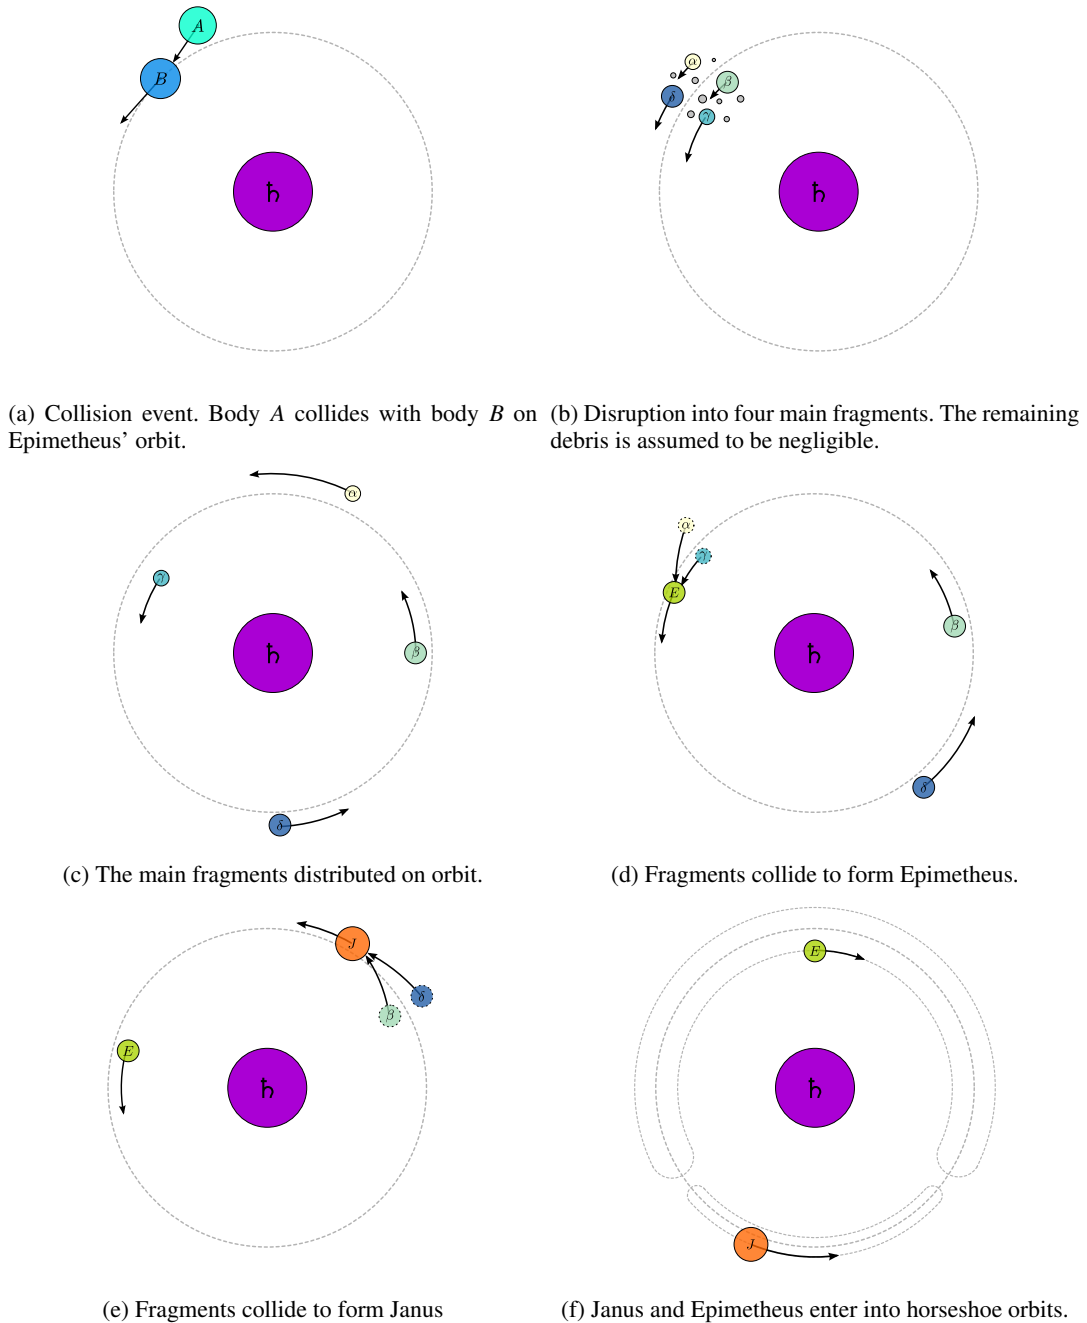 A
B
♄
α
β
δ
γ
♄
(a) Collision event. Body A collides with body B on
Epimetheus’ orbit.
(b) Disruption into four main fragments. The remaining
debris is assumed to be negligible.
α
γ
♄
β
δ
α
γ
E
♄
β
δ
(c) The main fragments distributed on orbit.
(d) Fragments collide to form Epimetheus.
J
δ
β
E
♄
E
♄
J
(e) Fragments collide to form Janus
(f) Janus and Epimetheus enter into horseshoe orbits.